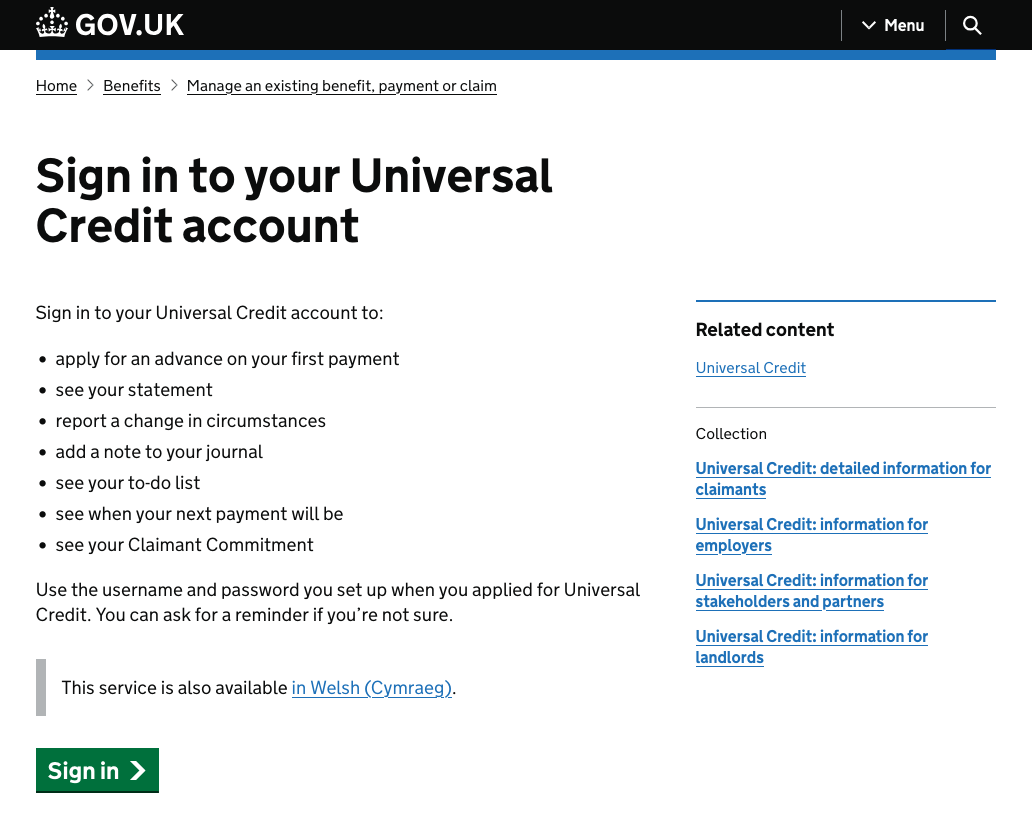 GOV.UK
Menu
Home
Benefits
Manage an existing benefit, payment or claim
Sign in to your Universal
Credit account
Sign in to your Universal Credit account to:
• apply for an advance on your first payment
• see your statement
• report a change in circumstances
• add a note to your journal
• see your to-do list
• see when your next payment will be
• see your Claimant Commitment
Use the username and password you set up when you applied for Universal
Credit. You can ask for a reminder if you’re not sure.
This service is also available in Welsh (Cymraeg).
Sign in
Related content
Universal Credit
Collection
Universal Credit: detailed information for
claimants
Universal Credit: information for
employers
Universal Credit: information for
stakeholders and partners
Universal Credit: information for
landlords